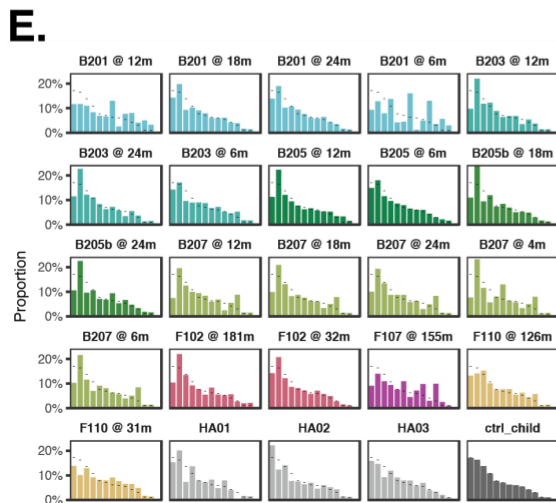 E.
B201 @ 12m B201 @ 18m B201 @ 24m B201 @ 6m B203 @ 12m
20%
10%
0%
B203 @ 24m B203 @ 6m B205 @ 12m B205 @ 6m B205b @ 18m
20%
10%
0%
B205b @ 24m B207 @ 12m B207 @ 18m B207 @ 24m B207 @ 4m
20%
10%
0%
Proportion
B207 @ 6m F102 @ 181m F102 @ 32m F107 @ 155m F110 @ 126m
20%
10%
0%
F110 @ 31m HA01 HA02 HA03 ctrl_child
20%
10%
0%